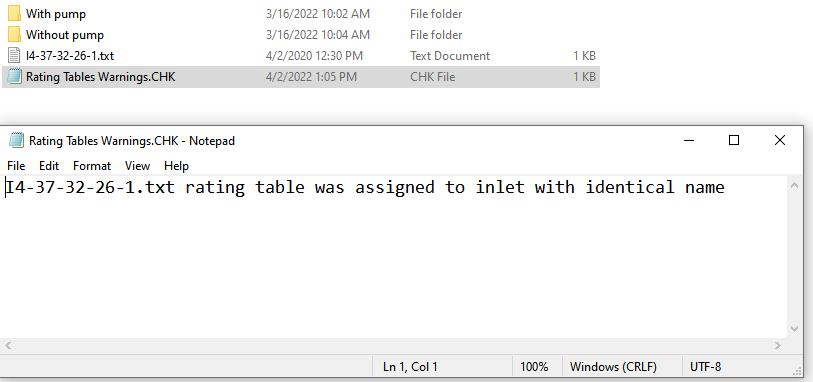 With pump 3/16/2022 10:02 AM File folder
Without pump 3/16/2022 10:04 AM File folder
I4-37-32-26-1.txt 4/2/2020 12:30 PM Text Document 1 KB
Rating Tables Warnings.CHK 4/2/2022 1:05 PM CHK File 1 KB
Rating Tables Warnings.CHK - Notepad
File Edit Format View Help
I4-37-32-26-1.txt rating table was assigned to inlet with identical name
Ln 1, Col 1 100% Windows (CRLF) UTF-8